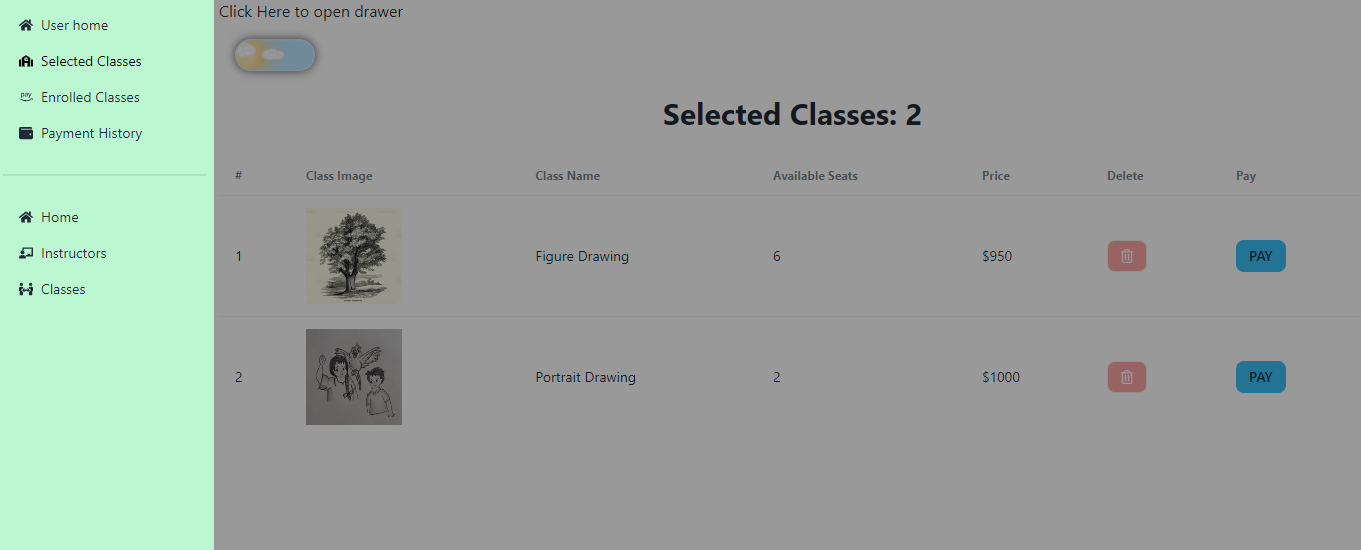 User home
Selected Classes
pay
Enrolled Classes
Payment History
Home
Instructors
Classes
Click Here to open drawer
Selected Classes: 2
# Class Image Class Name Available Seats Price Delete Pay
1 Figure Drawing 6 $950 PAY
2 Portrait Drawing 2 $1000 PAY